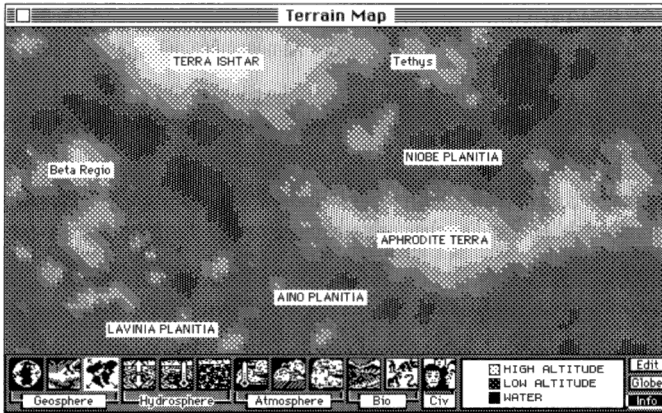 Terrain Map
TERRA ISHTAR
Tethys
NIOBE PLANITIA
Beta Regio
APHRODITE TERRA
AINO PLANITIA
LAVINIA PLANITIA
HIGH ALTITUDE
LOW ALTITUDE
WATER
Edit
Globe
Info
Geosphere
Hydrosphere
Atmosphere
Bio
Civ